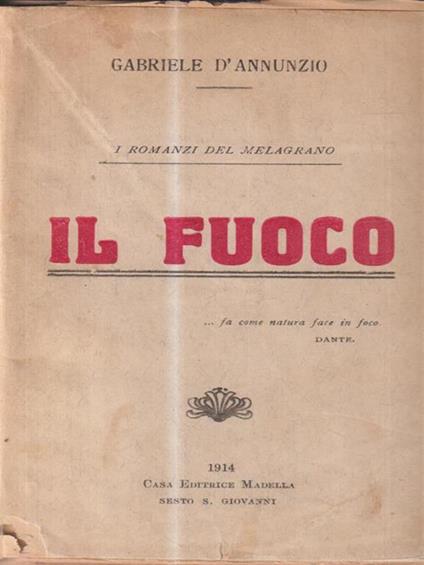 GABRIELE D'ANNUNZIO
I ROMANZI DEL MELAGRANO
IL FUOCO
... fa come natura face in foco.
DANTE.
1914
CASA EDITRICE MADELLA
SESTO S. GIOVANNI